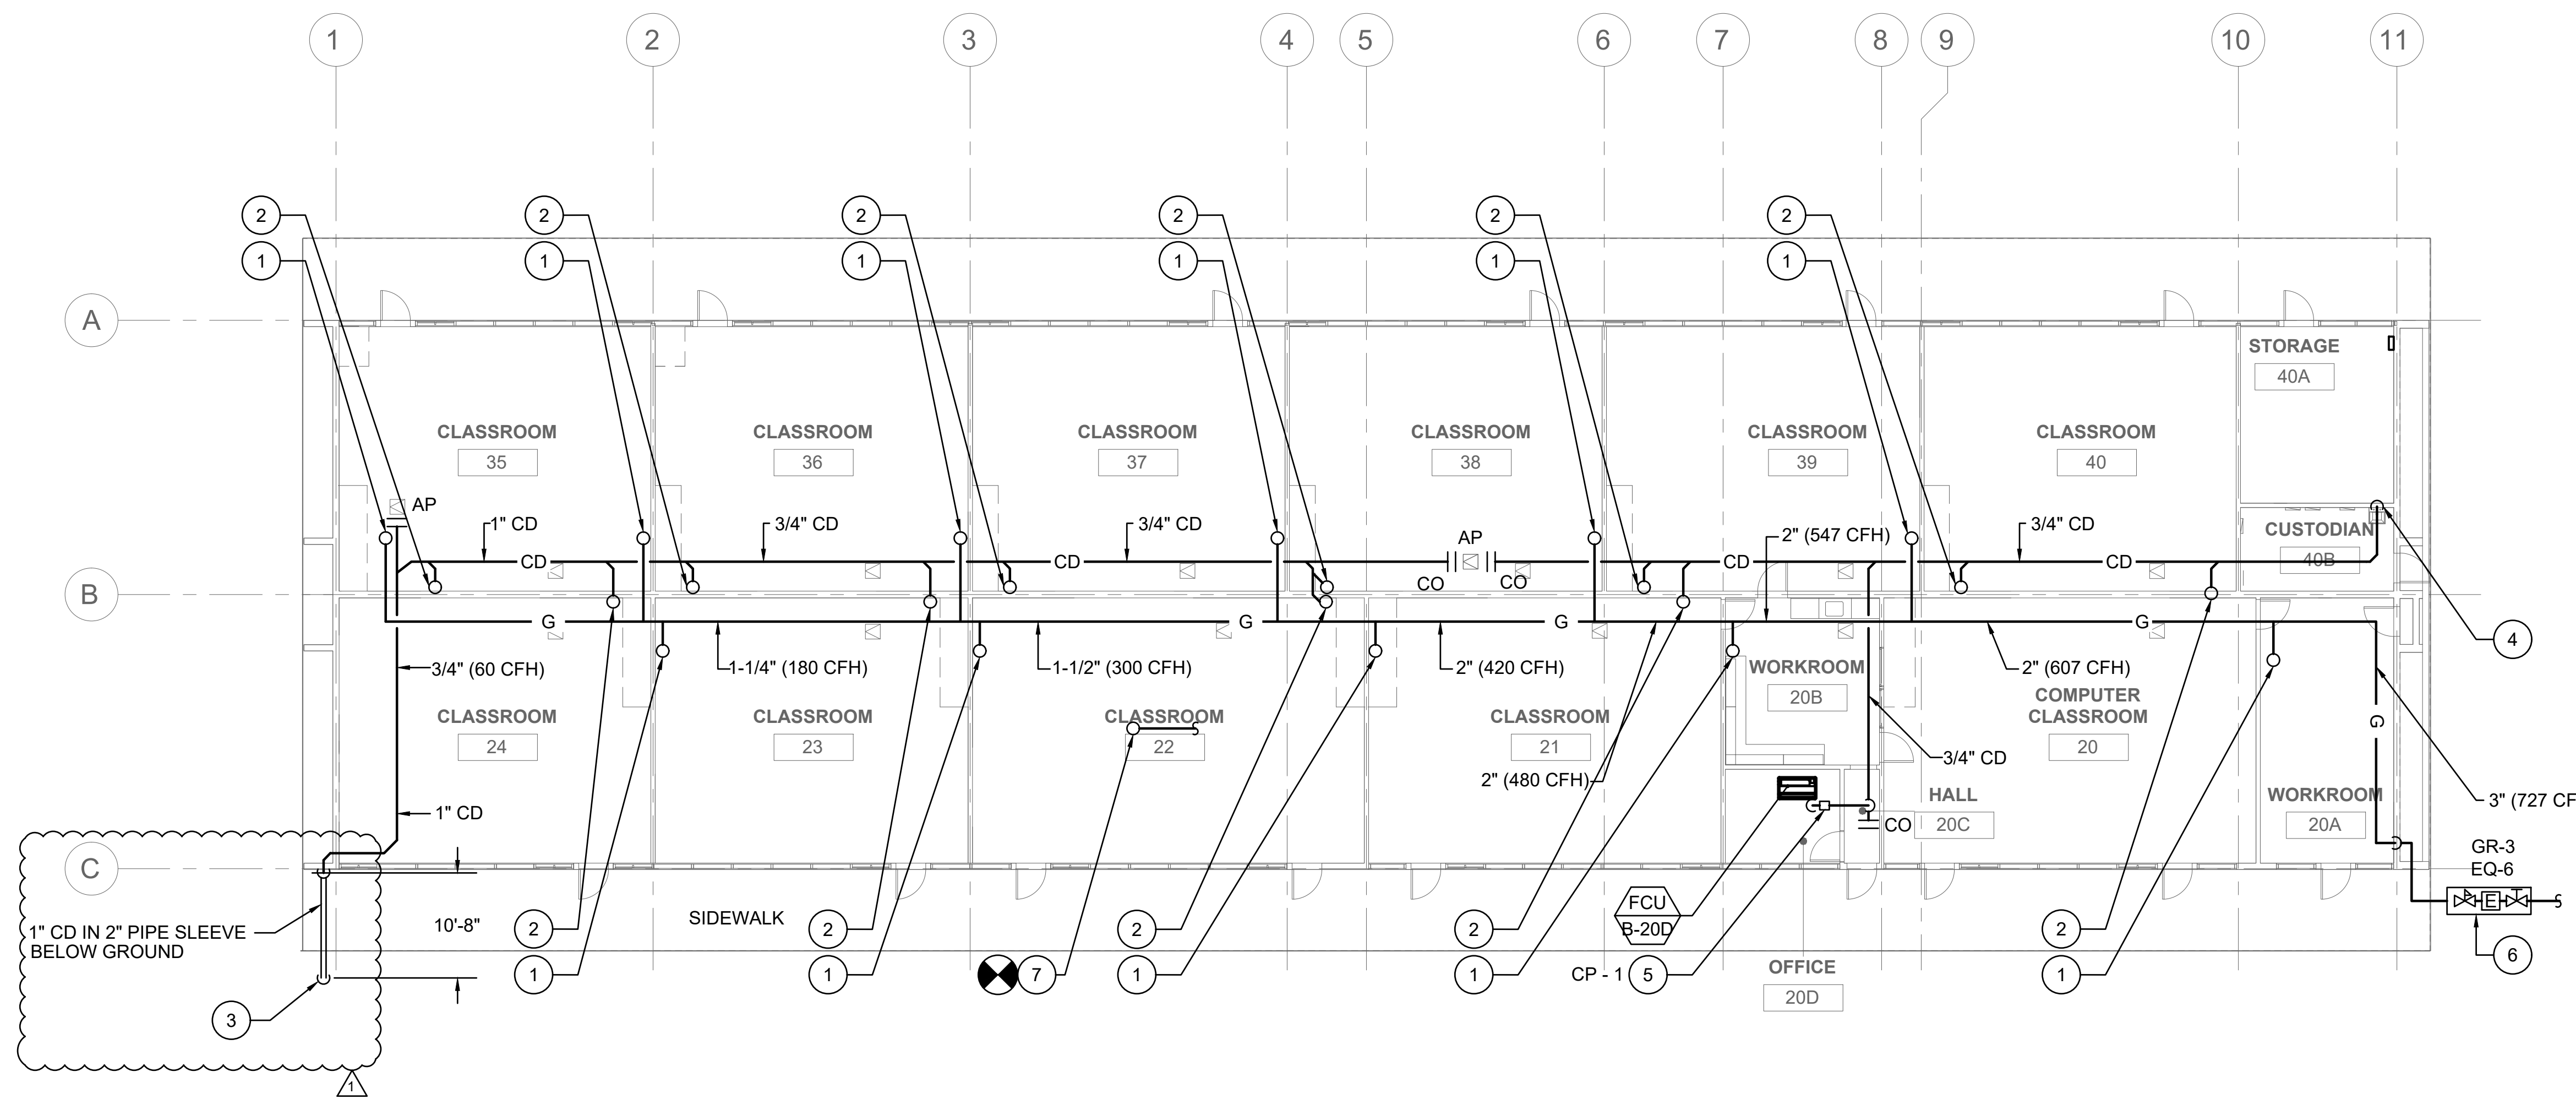 1 2 3 4 5 6 7 8 9 10 11
2 2 2 2 2 2
1 1 1 1 1 1
A
STORAGE
40A
CLASSROOM CLASSROOM CLASSROOM CLASSROOM CLASSROOM CLASSROOM
35 36 37 38 39 40
AP
1" CD 3/4" CD 3/4" CD AP 2" (547 CFH) 3/4" CD
CUSTODIAN
40B
CD CD CD CD
CO CO
B
G G G G
4
3/4" (60 CFH) 1-1/4" (180 CFH) 1-1/2" (300 CFH) 2" (420 CFH) WORKROOM 2" (607 CFH)
20B
COMPUTER
CLASSROOM
20
G
CLASSROOM CLASSROOM CLASSROOM CLASSROOM
24 23 22 21
3/4" CD
2" (480 CFH)
1" CD
HALL
20C
CO
WORKROOM
20A
3" (727 CF
C
GR-3
EQ-6
E
FCU
B-20D
1" CD IN 2" PIPE SLEEVE
BELOW GROUND
10'-8"
SIDEWALK
2 2 2 2 2
6
1 1 7 1 1 CP - 1 5 1
OFFICE
20D
3
1